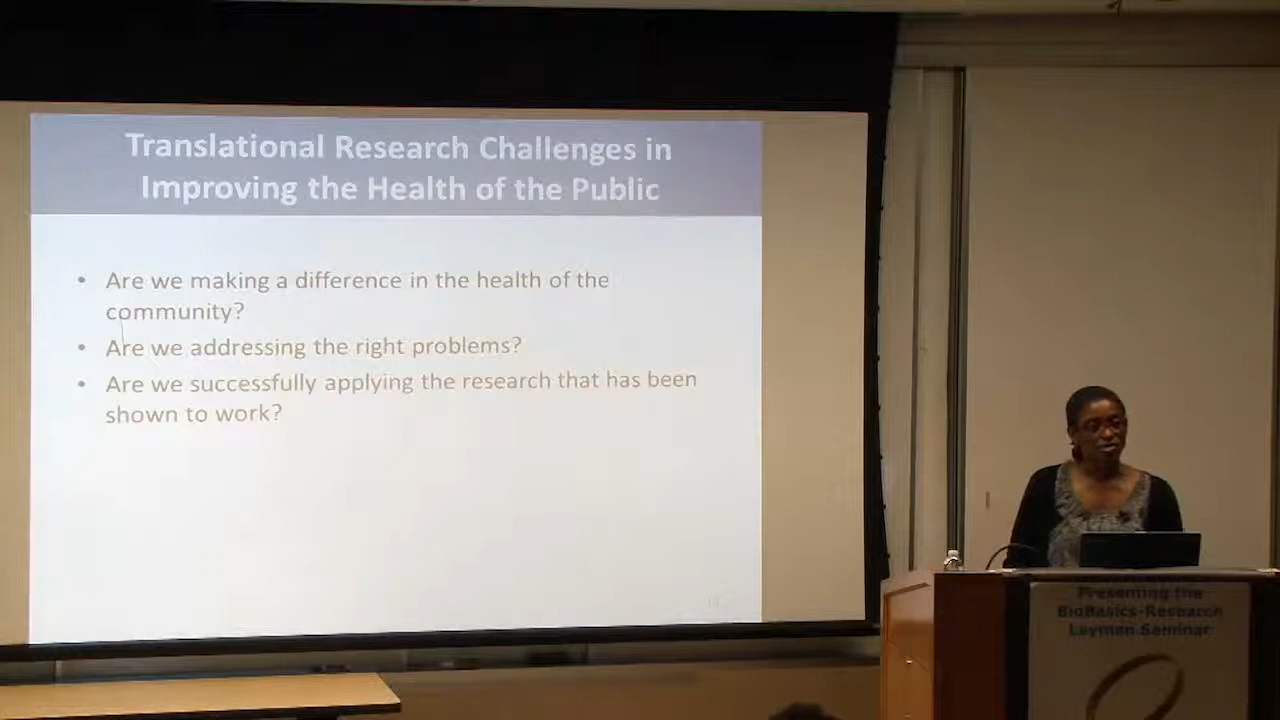 Translational Research Challenges in
Improving the Health of the Public
• Are we making a difference in the health of the
community?
• Are we addressing the right problems?
• Are we successfully applying the research that has been
shown to work?
Presenting the
BioBasics-Research
Layman Seminar